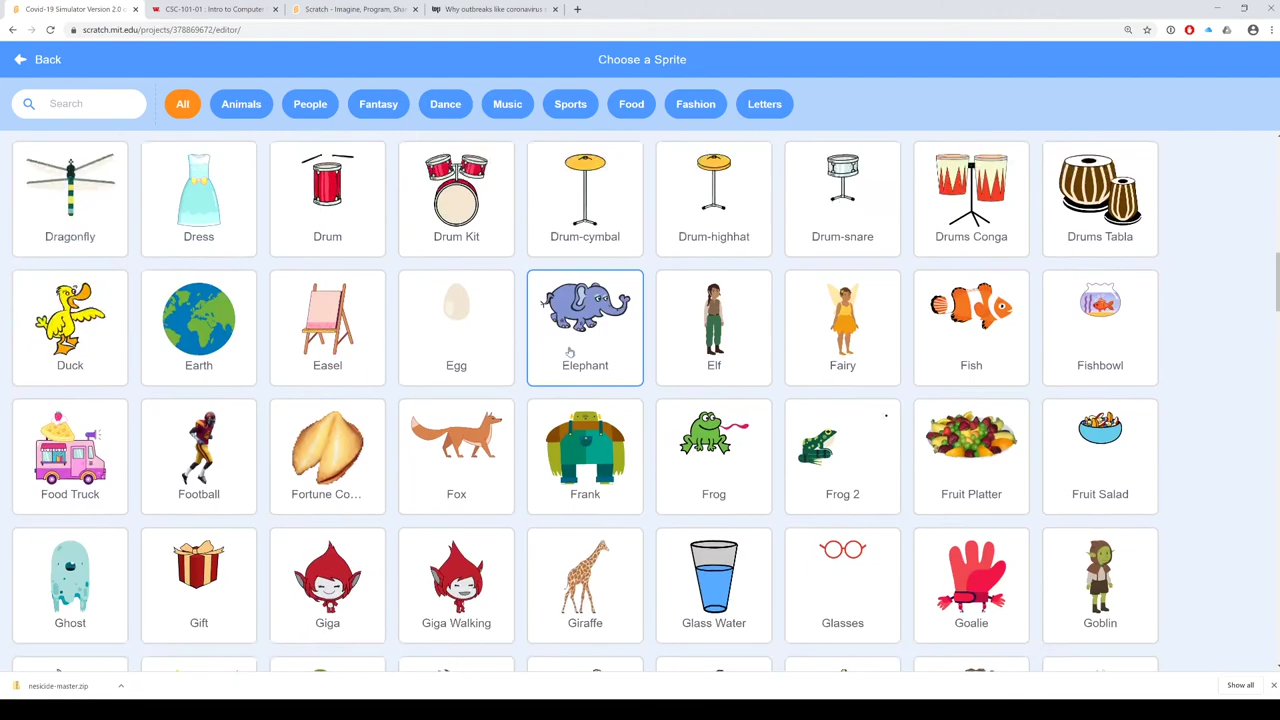 Covid-19 Simulator Version 2.0 o
CSC-101-01 : Intro to Computer
Scratch - Imagine, Program, Sha
Why outbreaks like coronavirus s
scratch.mit.edu/projects/378869672/editor/
Back
Choose a Sprite
Search
All
Animals
People
Fantasy
Dance
Music
Sports
Food
Fashion
Letters
Dragonfly
Dress
Drum
Drum Kit
Drum-cymbal
Drum-highhat
Drum-snare
Drums Conga
Drums Tabla
Duck
Earth
Easel
Egg
Elephant
Elf
Fairy
Fish
Fishbowl
Food Truck
Football
Fortune Co...
Fox
Frank
Frog
Frog 2
Fruit Platter
Fruit Salad
Ghost
Gift
Giga
Giga Walking
Giraffe
Glass Water
Glasses
Goalie
Goblin
nesicide-master.zip
Show all